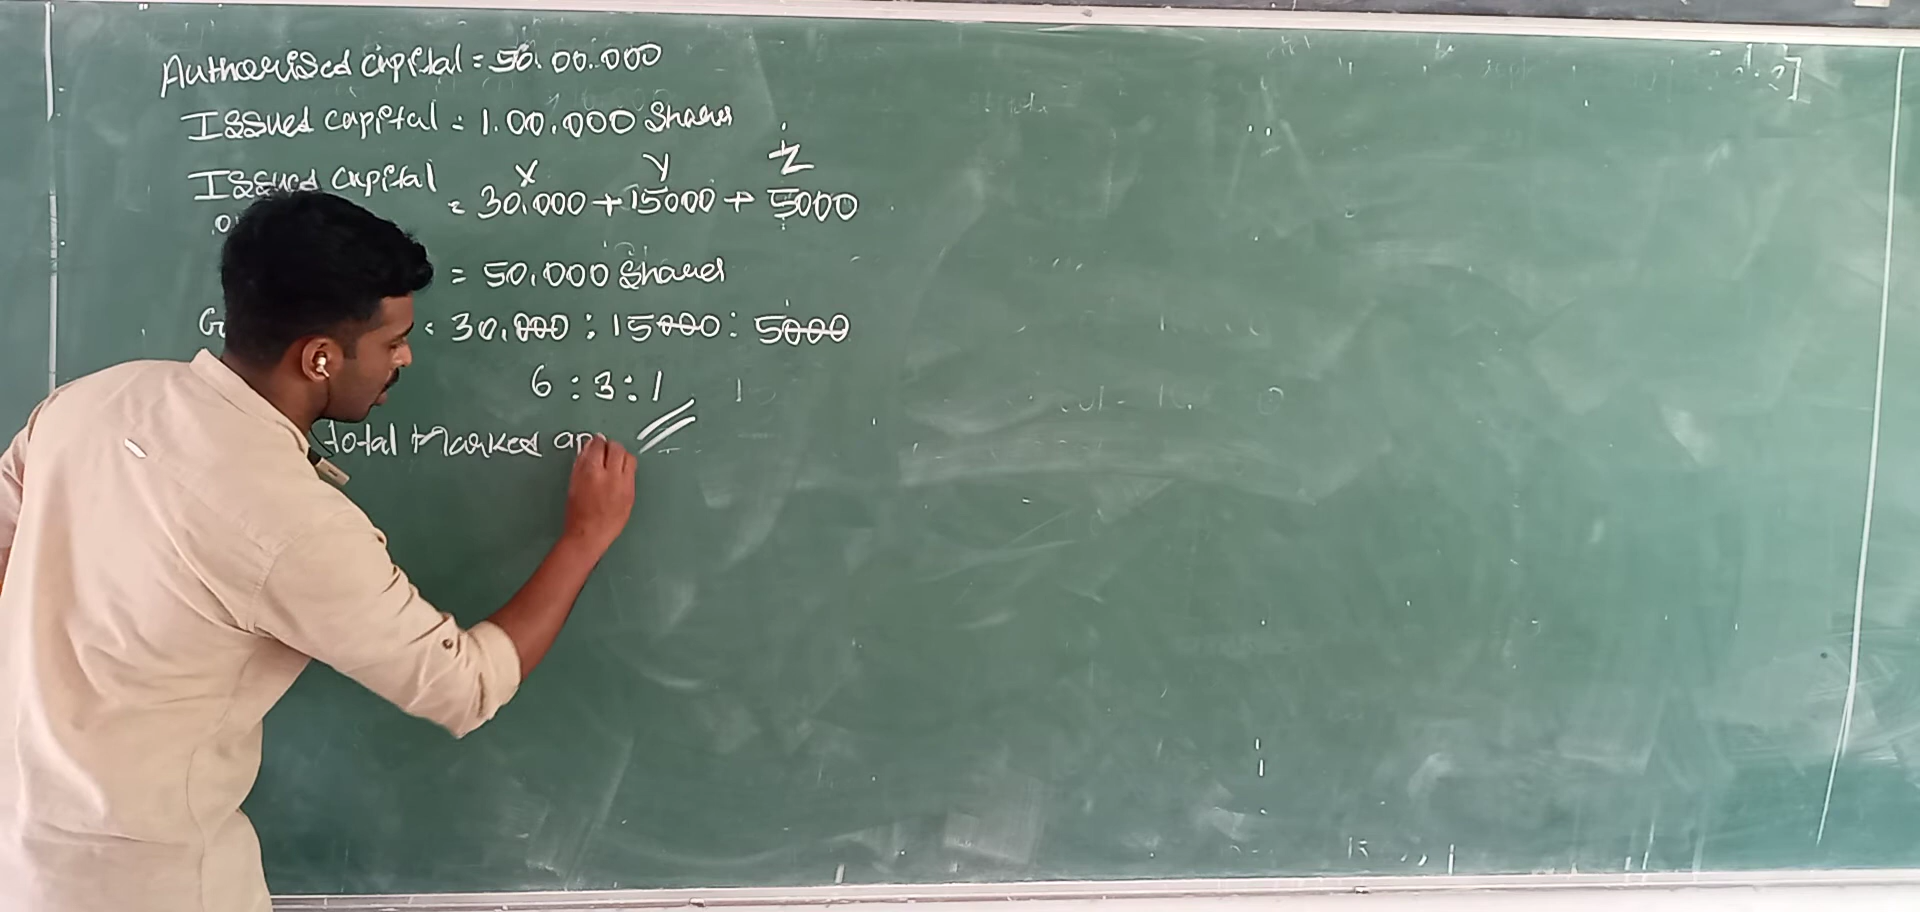 Authorised capital = 50.00.000
Issued capital = 1.00.000 Shares
Issued capital
X Y Z
= 30.000 + 15000 + 5000
= 50.000 Shares
30.000 : 15000 : 5000
6 : 3 : 1
total Marked